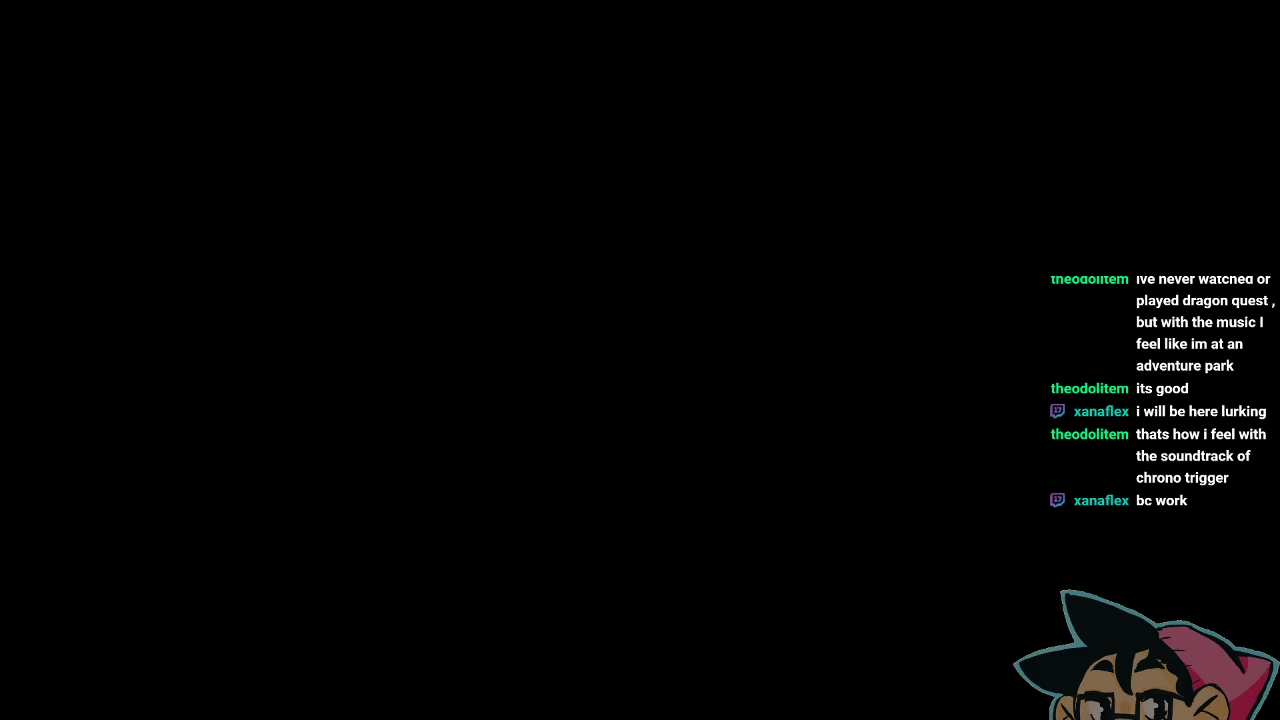 theodolitem ive never watched or
played dragon quest ,
but with the music I
feel like im at an
adventure park
theodolitem its good
xanaflex i will be here lurking
theodolitem thats how i feel with
the soundtrack of
chrono trigger
xanaflex bc work